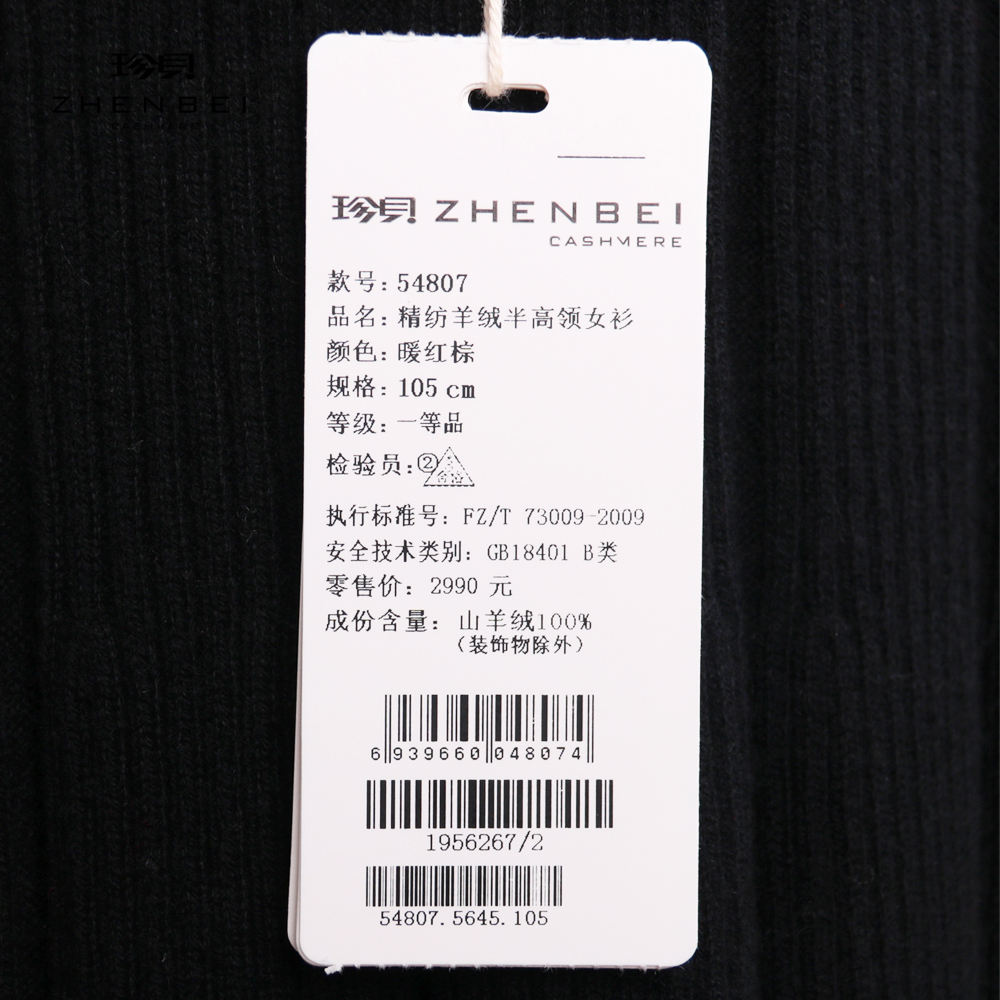 珍貝
ZHENBEI
CASHMERE
珍貝 ZHENBEI
CASHMERE
款号: 54807
品名: 精纺羊绒半高领女衫
颜色: 暖红棕
规格: 105 cm
等级: 一等品
检验员: ②
执行标准号: FZ/T 73009-2009
安全技术类别: GB18401 B类
零售价: 2990 元
成份含量: 山羊绒100%
(装饰物除外)
6 939660 048074
1956267/2
54807.5645.105